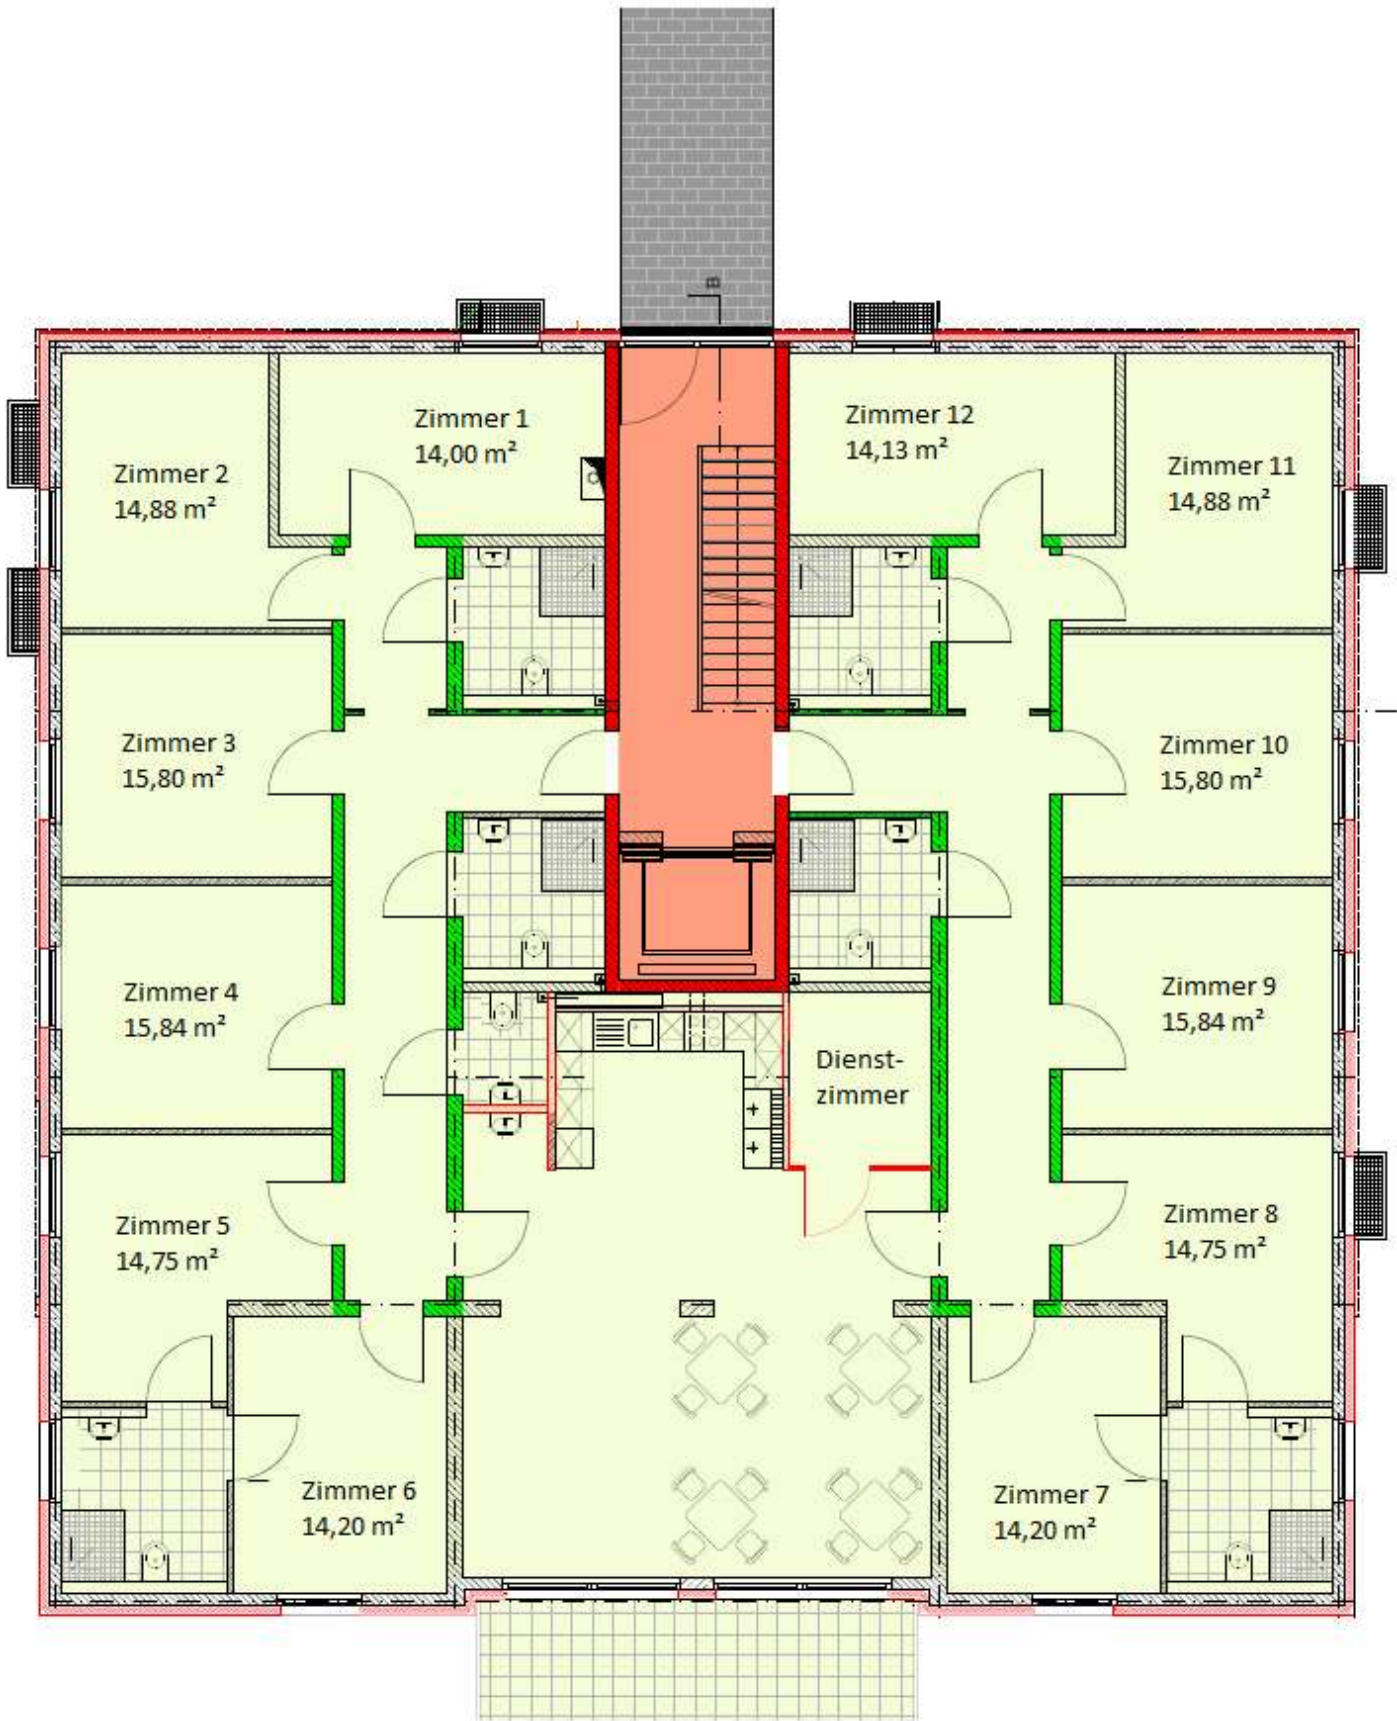 B
Zimmer 1
14,00 m²
Zimmer 12
14,13 m²
Zimmer 2
14,88 m²
Zimmer 11
14,88 m²
Zimmer 3
15,80 m²
Zimmer 10
15,80 m²
Zimmer 4
15,84 m²
Zimmer 9
15,84 m²
Dienst-
zimmer
Zimmer 5
14,75 m²
Zimmer 8
14,75 m²
Zimmer 6
14,20 m²
Zimmer 7
14,20 m²